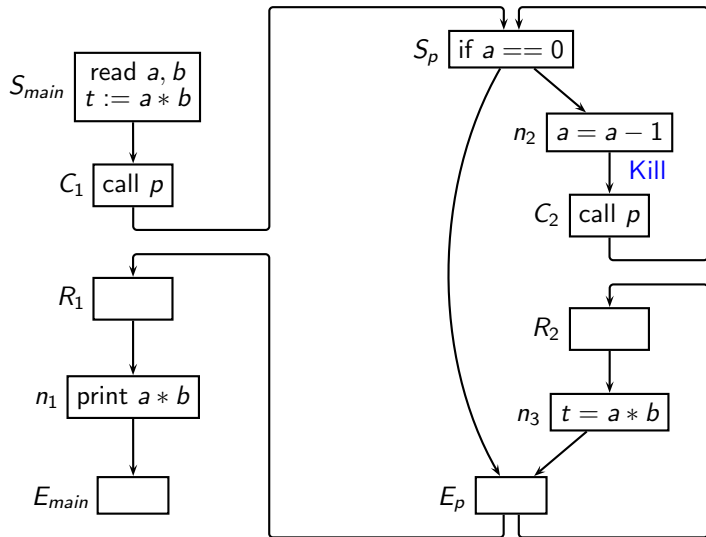 S_main
read a, b
t := a * b
C_1
call p
R_1
n_1
print a * b
E_main
S_p
if a == 0
n_2
a = a − 1
Kill
C_2
call p
R_2
n_3
t = a * b
E_p